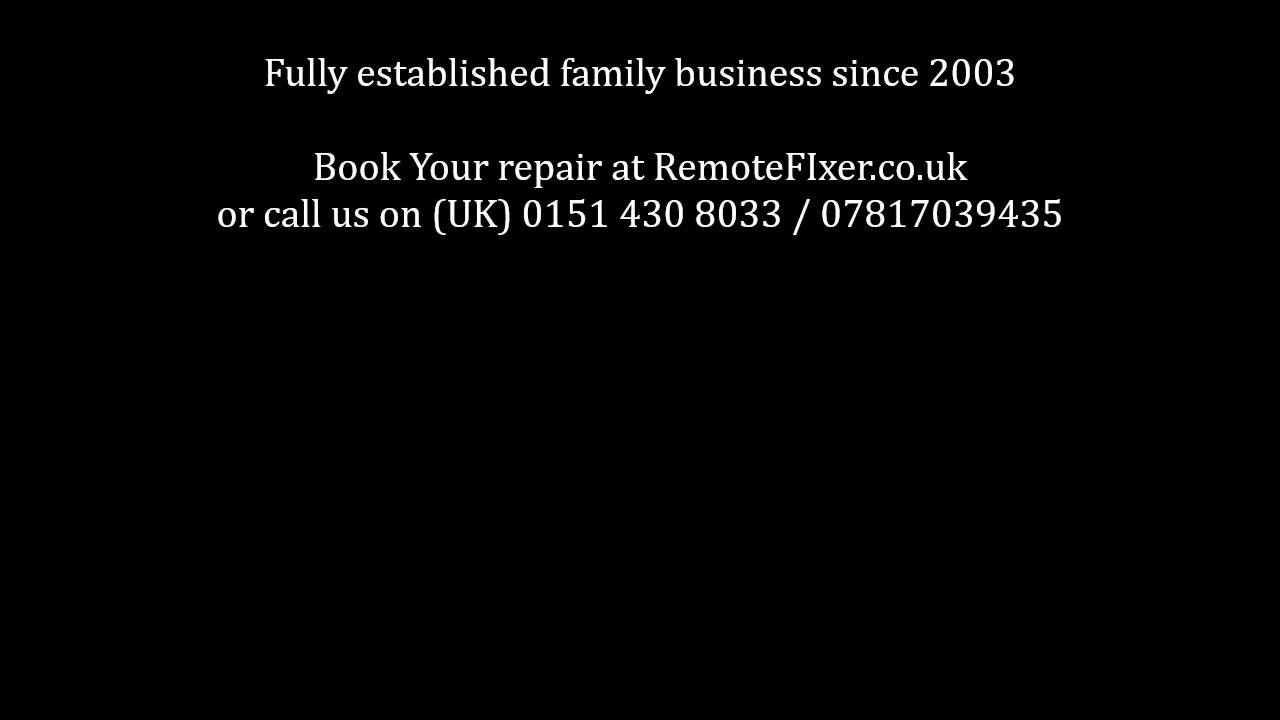 Fully established family business since 2003
Book Your repair at RemoteFIxer.co.uk
or call us on (UK) 0151 430 8033 / 07817039435